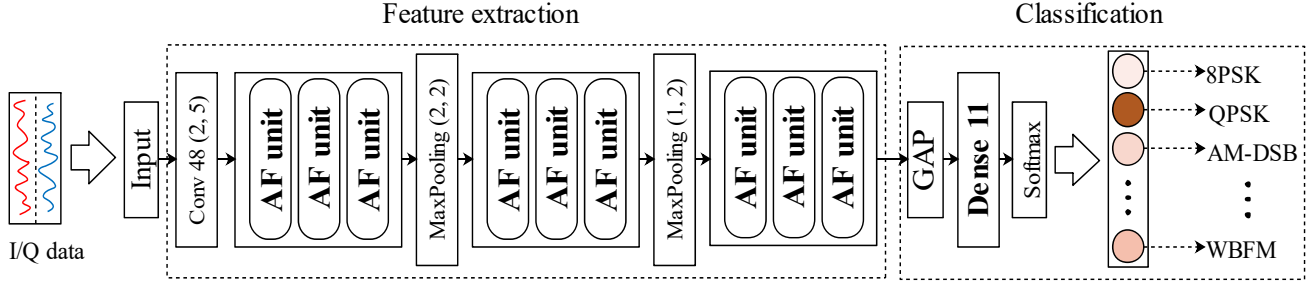 Feature extraction
Classification
I/Q data
Input
Conv 48 (2, 5)
AF unit
AF unit
AF unit
MaxPooling (2, 2)
AF unit
AF unit
AF unit
MaxPooling (1, 2)
AF unit
AF unit
AF unit
GAP
Dense 11
Softmax
8PSK
QPSK
AM-DSB
WBFM